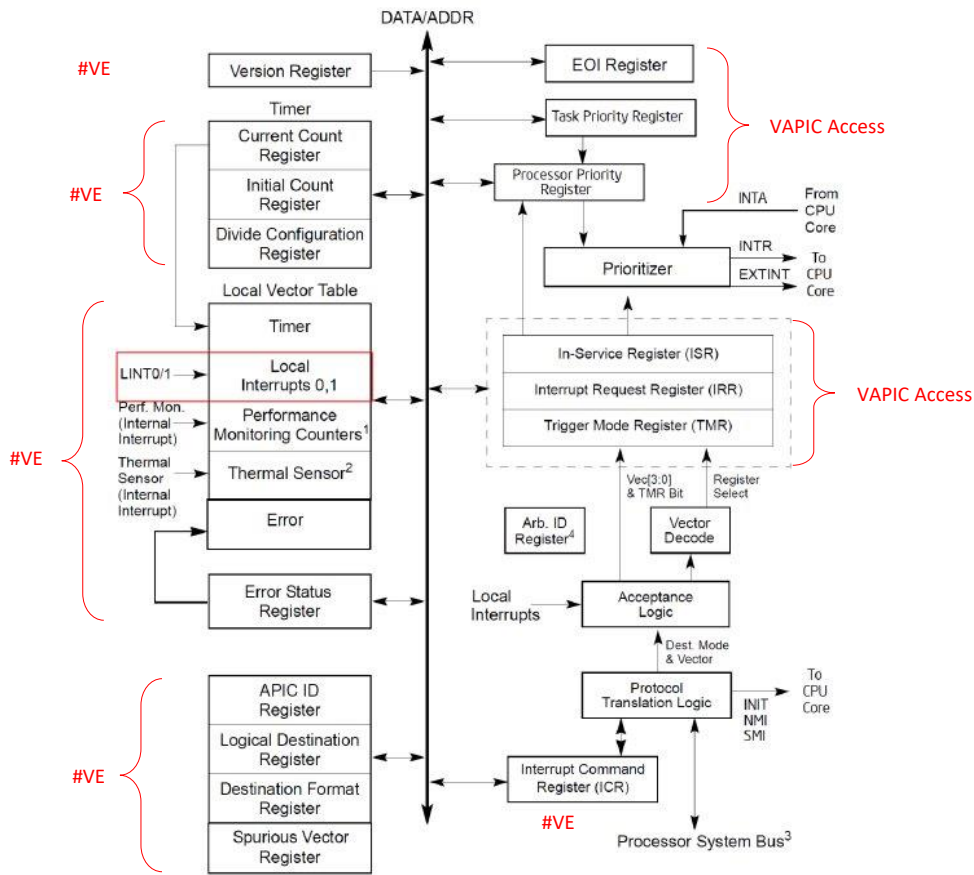 DATA/ADDR
#VE
Version Register
EOI Register
Timer
Task Priority Register
VAPIC Access
#VE
Current Count
Register
Initial Count
Register
Divide Configuration
Register
Processor Priority
Register
INTA
From
CPU
Core
Prioritizer
INTR
EXTINT
To
CPU
Core
Local Vector Table
Timer
LINT0/1
Local
Interrupts 0,1
Perf. Mon.
(Internal
Interrupt)
Performance
Monitoring Counters1
#VE
Thermal
Sensor
(Internal
Interrupt)
Thermal Sensor2
Error
Error Status
Register
In-Service Register (ISR)
Interrupt Request Register (IRR)
Trigger Mode Register (TMR)
VAPIC Access
Vec[3:0]
& TMR Bit
Register
Select
Arb. ID
Register4
Vector
Decode
Local
Interrupts
Acceptance
Logic
Dest. Mode
& Vector
Protocol
Translation Logic
INIT
NMI
SMI
To
CPU
Core
#VE
APIC ID
Register
Logical Destination
Register
Destination Format
Register
Spurious Vector
Register
Interrupt Command
Register (ICR)
#VE
Processor System Bus3